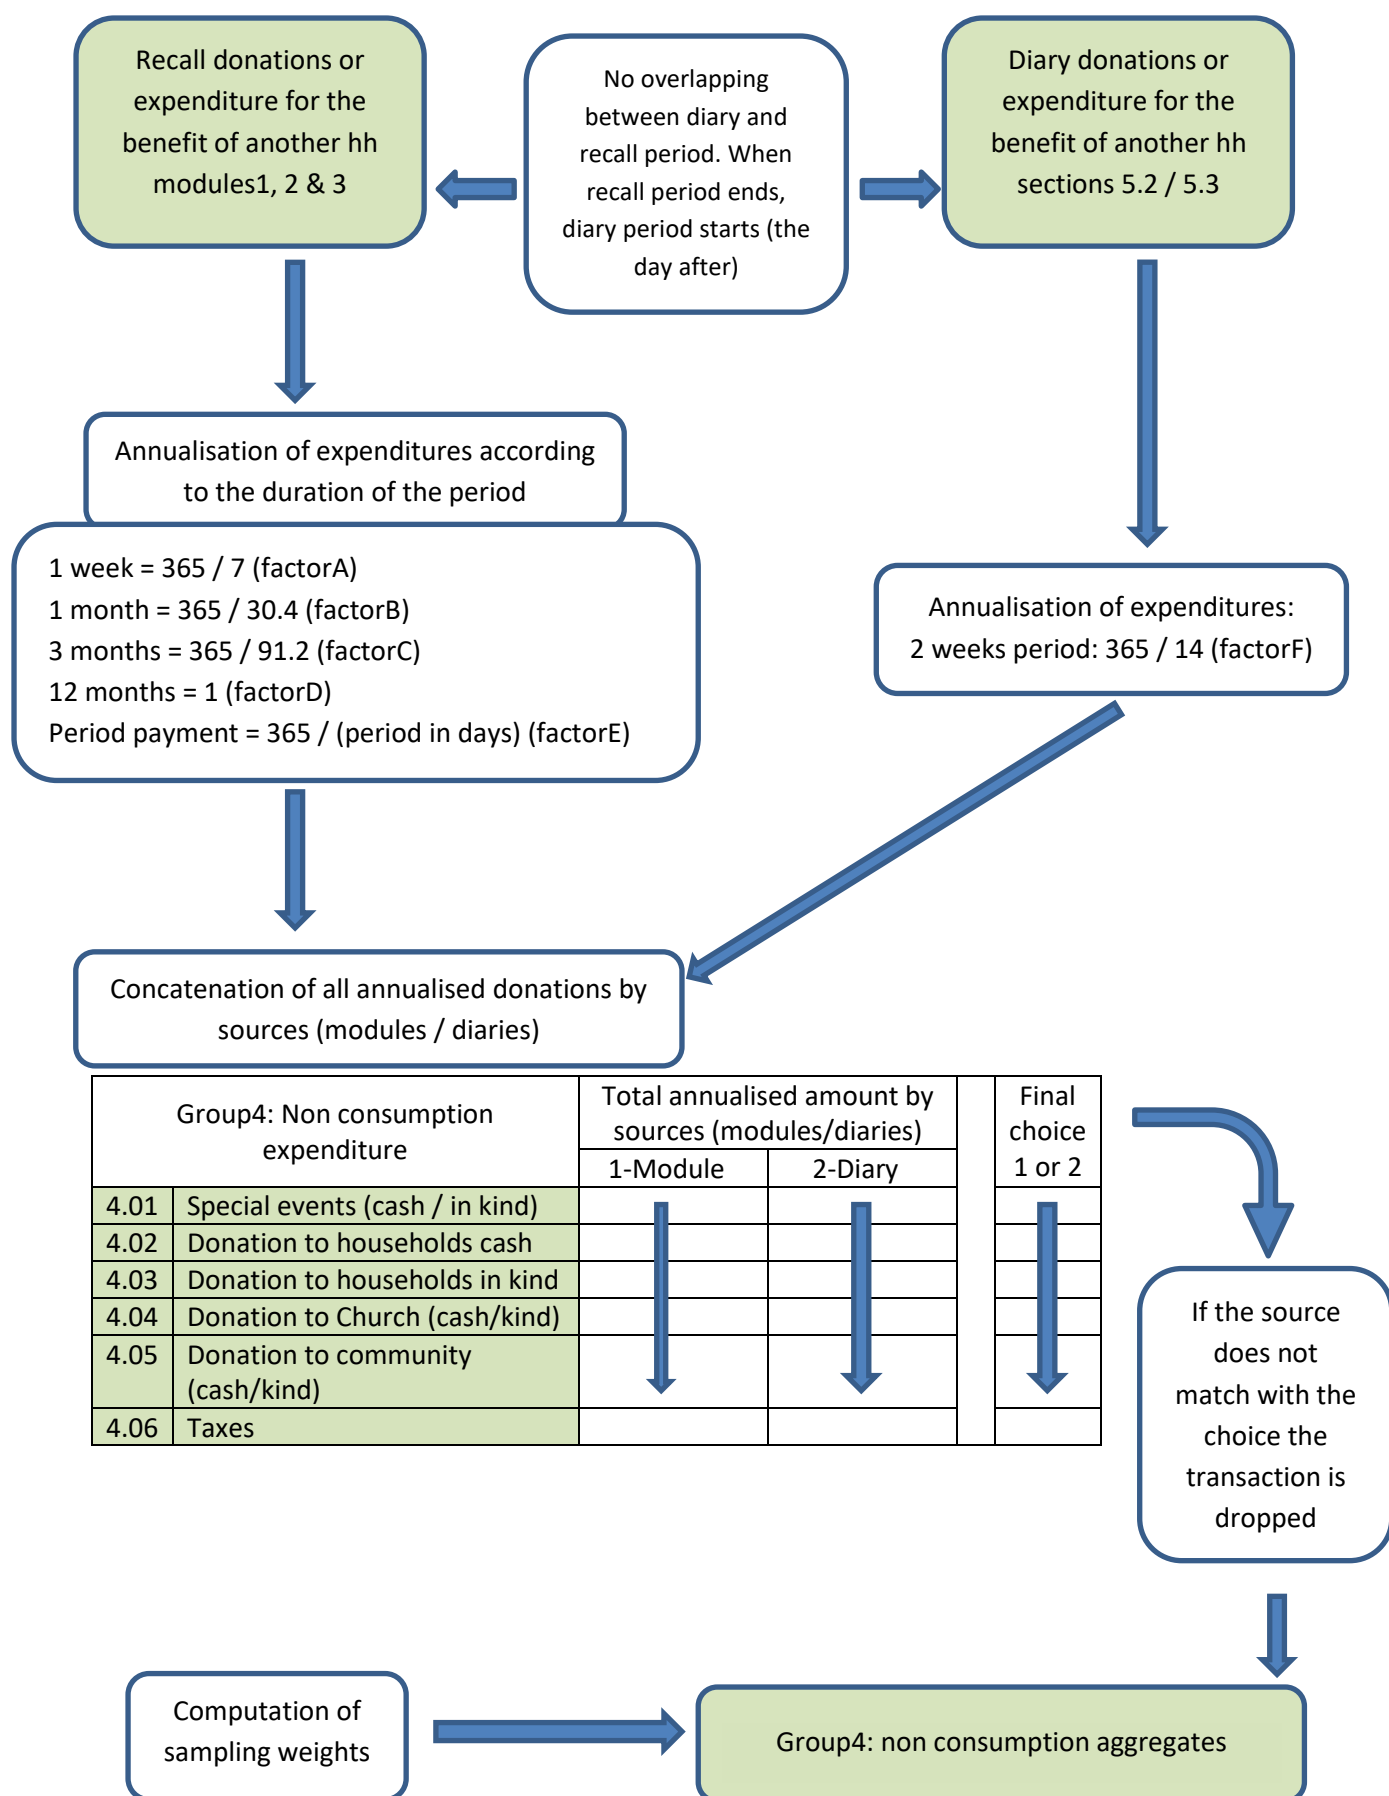 Recall donations or
expenditure for the
benefit of another hh
modules1, 2 & 3
No overlapping
between diary and
recall period. When
recall period ends,
diary period starts (the
day after)
Diary donations or
expenditure for the
benefit of another hh
sections 5.2 / 5.3
Annualisation of expenditures according
to the duration of the period
1 week = 365 / 7 (factorA)
1 month = 365 / 30.4 (factorB)
3 months = 365 / 91.2 (factorC)
12 months = 1 (factorD)
Period payment = 365 / (period in days) (factorE)
Annualisation of expenditures:
2 weeks period: 365 / 14 (factorF)
Concatenation of all annualised donations by
sources (modules / diaries)
Group4: Non consumption
expenditure
Total annualised amount by
sources (modules/diaries)
1-Module
2-Diary
Final
choice
1 or 2
4.01 Special events (cash / in kind)
4.02 Donation to households cash
4.03 Donation to households in kind
4.04 Donation to Church (cash/kind)
4.05 Donation to community
(cash/kind)
4.06 Taxes
If the source
does not
match with the
choice the
transaction is
dropped
Computation of
sampling weights
Group4: non consumption aggregates